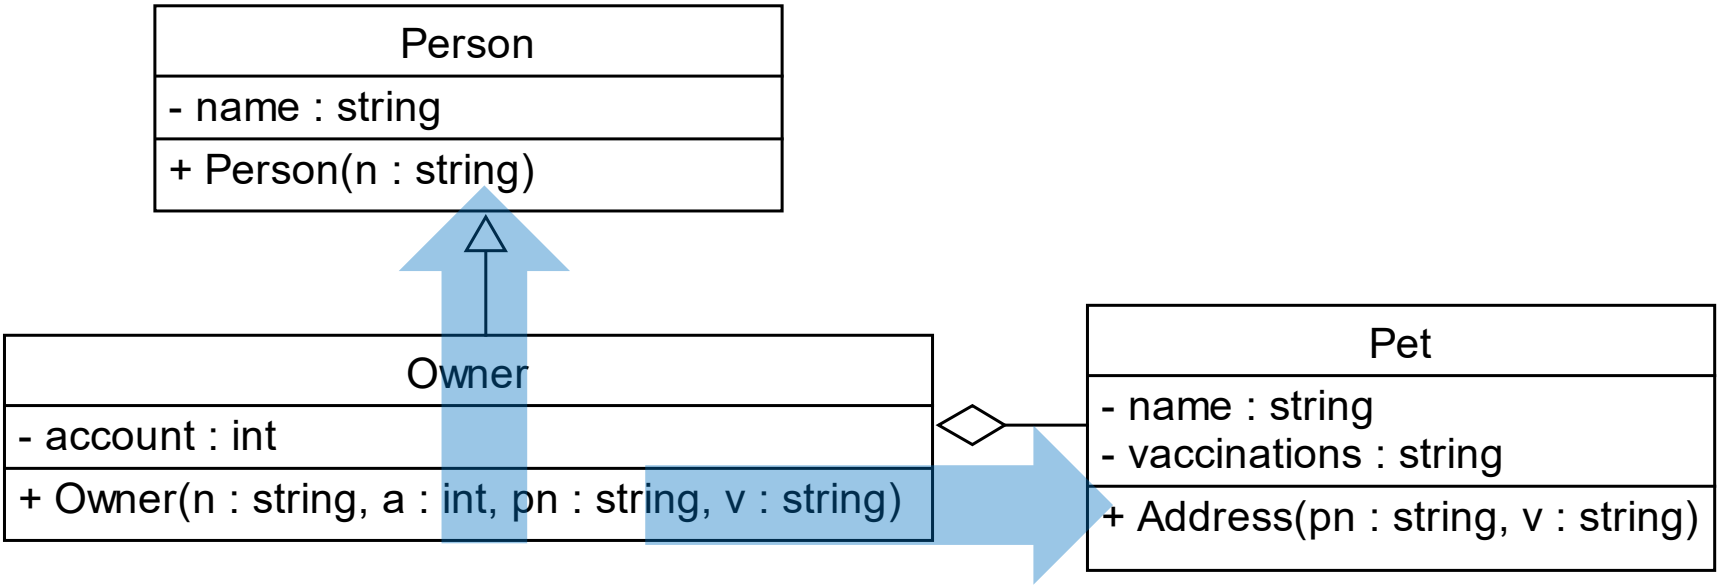 Person
- name : string
+ Person(n : string)
Owner
- account : int
+ Owner(n : string, a : int, pn : string, v : string)
Pet
- name : string
- vaccinations : string
+ Address(pn : string, v : string)